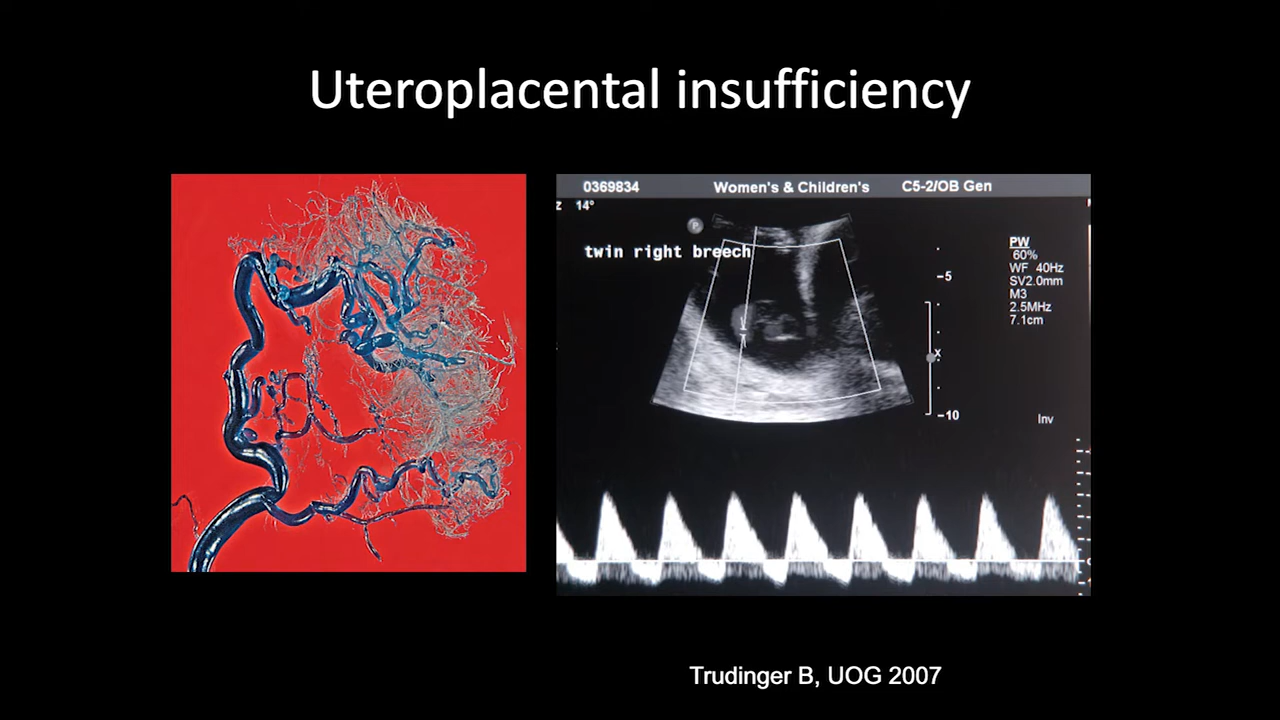 Uteroplacental insufficiency
0369834 Women's & Children's C5-2/OB Gen
z 14°
P
twin right breech
PW
60%
WF 40Hz
SV2.0mm
M3
2.5MHz
7.1cm
-5
X
-10
Inv
Trudinger B, UOG 2007